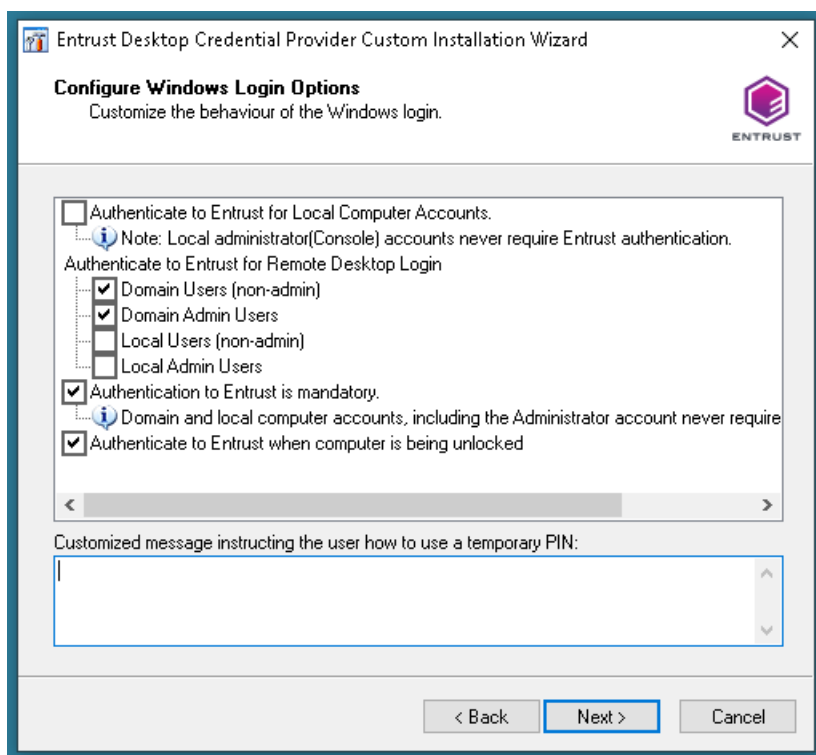 Entrust Desktop Credential Provider Custom Installation Wizard
Configure Windows Login Options
Customize the behaviour of the Windows login.
ENTRUST
Authenticate to Entrust for Local Computer Accounts.
Note: Local administrator(Console) accounts never require Entrust authentication.
Authenticate to Entrust for Remote Desktop Login
Domain Users (non-admin)
Domain Admin Users
Local Users (non-admin)
Local Admin Users
Authentication to Entrust is mandatory.
Domain and local computer accounts, including the Administrator account never require
Authenticate to Entrust when computer is being unlocked
Customized message instructing the user how to use a temporary PIN:
< Back
Next >
Cancel